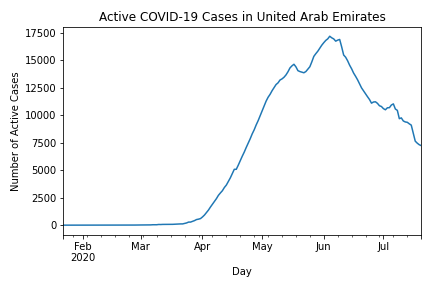 Active COVID-19 Cases in United Arab Emirates
Number of Active Cases
17500
15000
12500
10000
7500
5000
2500
0
Feb Mar Apr May Jun Jul
2020
Day